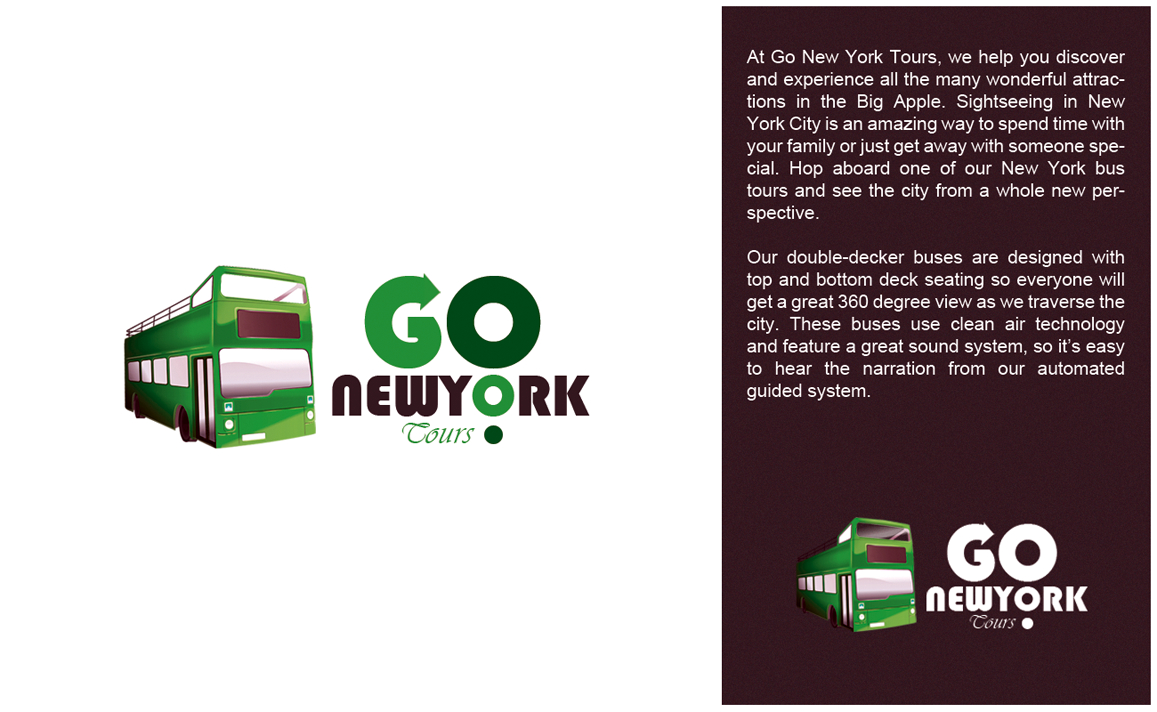 GO
NEWYORK
Tours
At Go New York Tours, we help you discover
and experience all the many wonderful attrac-
tions in the Big Apple. Sightseeing in New
York City is an amazing way to spend time with
your family or just get away with someone spe-
cial. Hop aboard one of our New York bus
tours and see the city from a whole new per-
spective.
Our double-decker buses are designed with
top and bottom deck seating so everyone will
get a great 360 degree view as we traverse the
city. These buses use clean air technology
and feature a great sound system, so it's easy
to hear the narration from our automated
guided system.
GO
NEWYORK
Tours